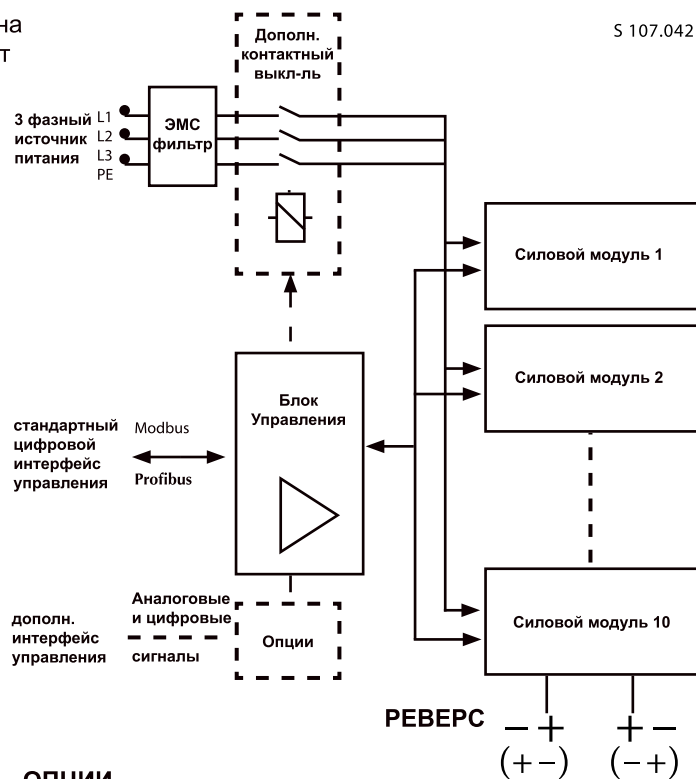 на
т
S 107.042
Дополн.
контактный
выкл-ль
3 фазный
источник
питания
L1
L2
L3
PE
ЭМС
фильтр
Силовой модуль 1
Силовой модуль 2
Блок
Управления
стандартный
цифровой
интерфейс
управления
Modbus
Profibus
Аналоговые
и цифровые
сигналы
дополн.
интерфейс
управления
Опции
Силовой модуль 10
РЕВЕРС
− +
+ −
(+ −)
(− +)
ОПЦИИ